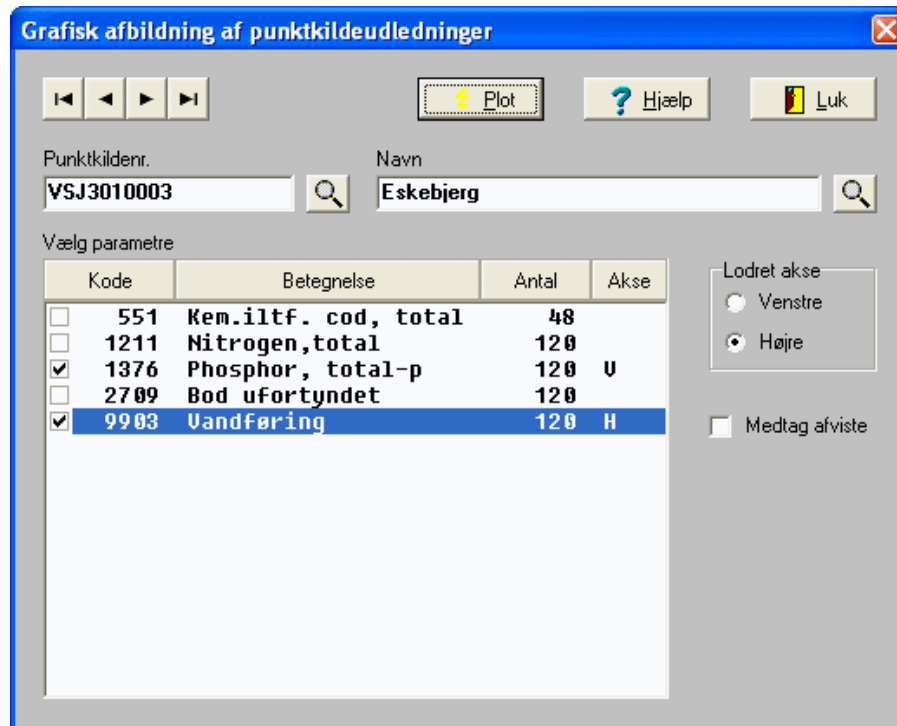 Grafisk afbildning af punktkildeudledninger
Plot Hjælp Luk
Punktkildenr. Navn
VSJ3010003 Eskebjerg
Vælg parametre
Kode Betegnelse Antal Akse
551 Kem.iltf. cod, total 48
1211 Nitrogen,total 120
1376 Phosphor, total-p 120 V
2709 Bod ufortyndet 120
9903 Vandføring 120 H
Lodret akse
Venstre
Højre
Medtag afviste